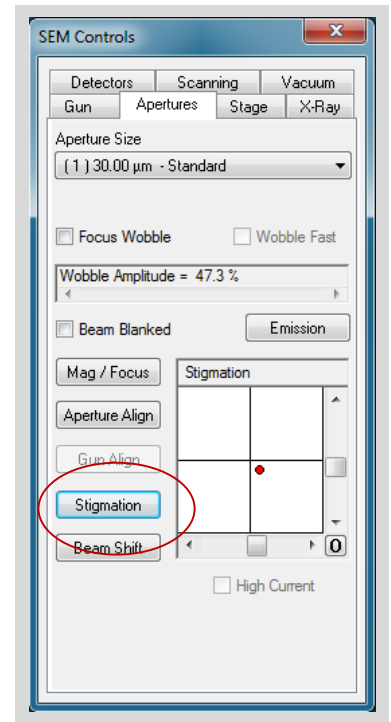 SEM Controls
X
Detectors Scanning Vacuum
Gun Apertures Stage X-Ray
Aperture Size
( 1 ) 30.00 µm - Standard
Focus Wobble Wobble Fast
Wobble Amplitude = 47.3 %
Beam Blanked Emission
Mag / Focus Stigmation
Aperture Align
Gun Align
Stigmation
Beam Shift 0
High Current